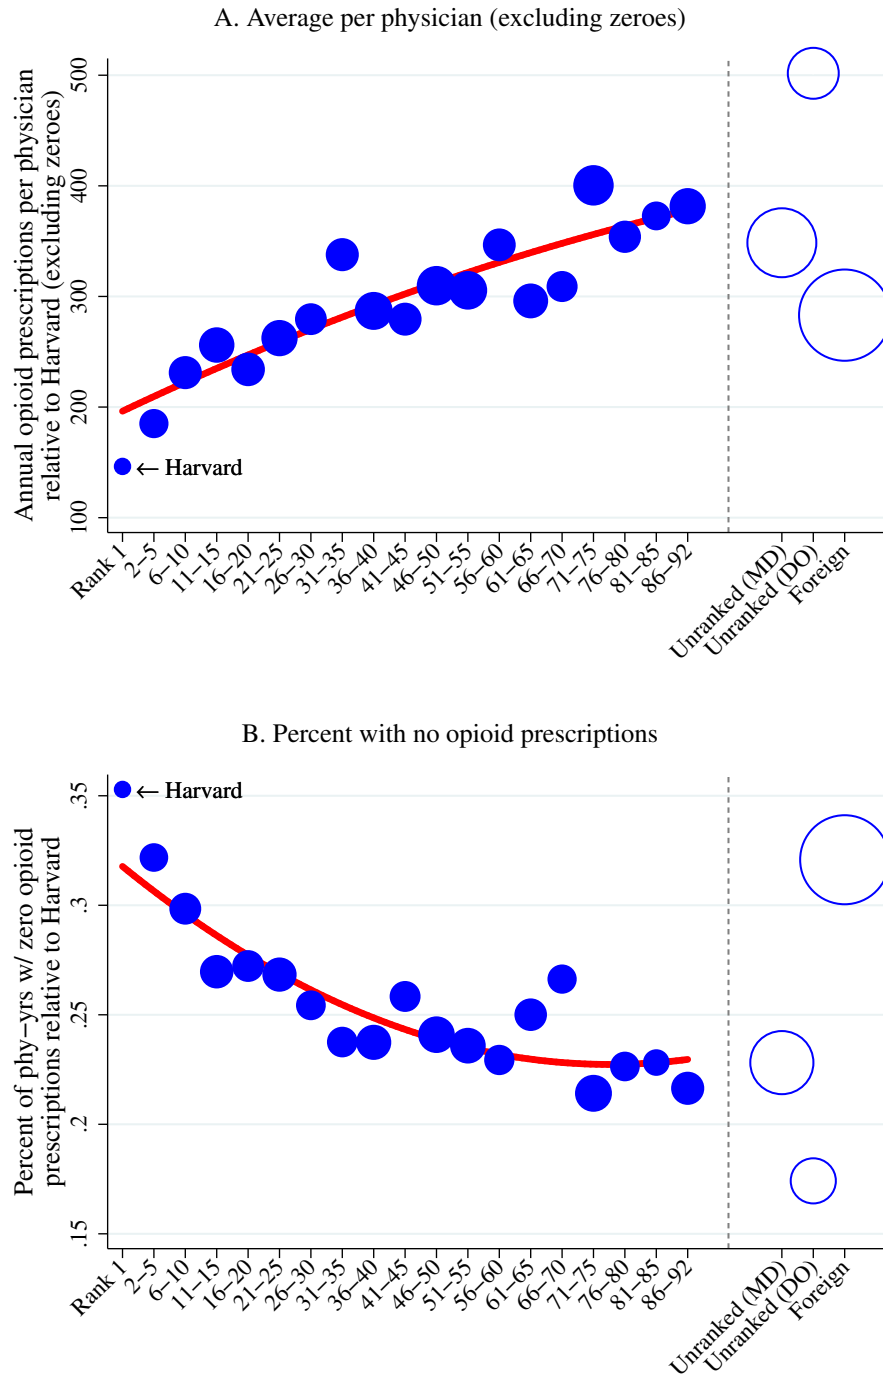 A. Average per physician (excluding zeroes)
Annual opioid prescriptions per physician
relative to Harvard (excluding zeroes)
500
400
300
200
100
← Harvard
Rank 1
2–5
6–10
11–15
16–20
21–25
26–30
31–35
36–40
41–45
46–50
51–55
56–60
61–65
66–70
71–75
76–80
81–85
86–92
Unranked (MD)
Unranked (DO)
Foreign
B. Percent with no opioid prescriptions
Percent of phy–yrs w/ zero opioid
prescriptions relative to Harvard
.35
.3
.25
.2
.15
← Harvard
Rank 1
2–5
6–10
11–15
16–20
21–25
26–30
31–35
36–40
41–45
46–50
51–55
56–60
61–65
66–70
71–75
76–80
81–85
86–92
Unranked (MD)
Unranked (DO)
Foreign